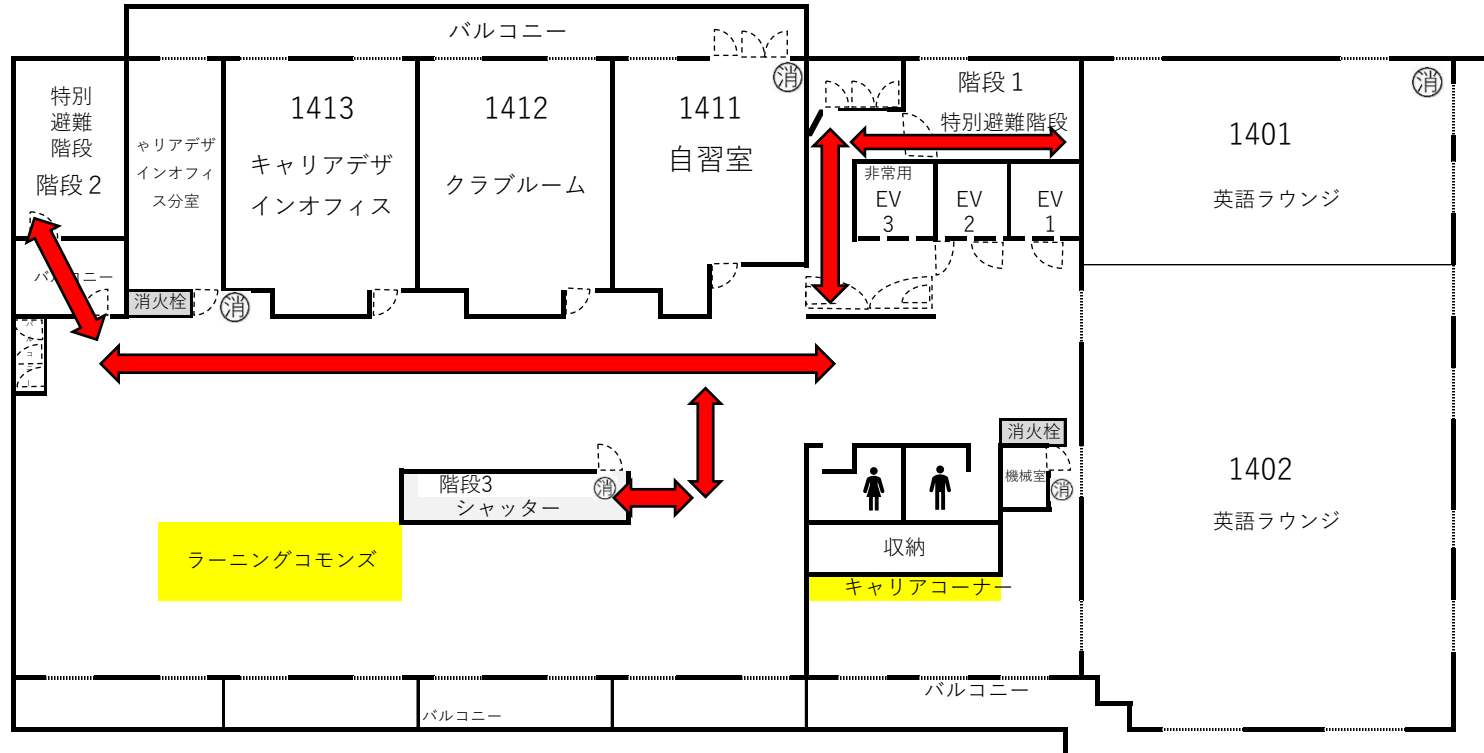 バルコニー
特別
避難
階段
階段２
ャリアデザ
インオフィ
ス分室
1413
キャリアデザ
インオフィス
1412
クラブルーム
1411
自習室
消
階段１
特別避難階段
非常用
EV
3
EV
2
EV
1
1401
英語ラウンジ
消
バルコニー
消火栓
消
消火栓
機械室
消
階段3
シャッター
消
1402
英語ラウンジ
ラーニングコモンズ
収納
キャリアコーナー
バルコニー
バルコニー